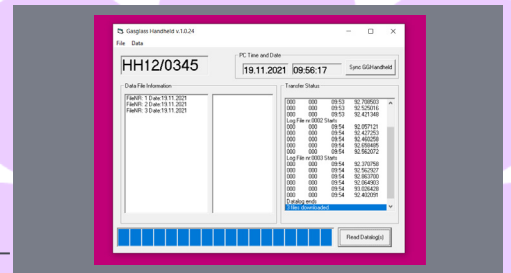 Gasglass Handheld v.1.0.24
File Data
HH12/0345
PC Time and Date
19.11.2021 09:56:17
Sync GGHandheld
Data File Information
FileNR: 1 Date:19.11.2021
FileNR: 2 Date:19.11.2021
FileNR: 3 Date:19.11.2021
Transfer Status
000 000 09:53 92.708503
000 000 09:53 92.525016
000 000 09:53 92.421348
Log File nr:0002 Starts
000 000 09:54 92.857121
000 000 09:54 92.427253
000 000 09:54 92.460258
000 000 09:54 92.658485
000 000 09:54 92.562072
Log File nr:0003 Starts
000 000 09:54 92.370758
000 000 09:54 92.562927
000 000 09:54 92.863780
000 000 09:54 92.864903
000 000 09:54 93.026428
000 000 09:54 92.402091
Datalog ends
3 files downloaded
Read Datalog(s)